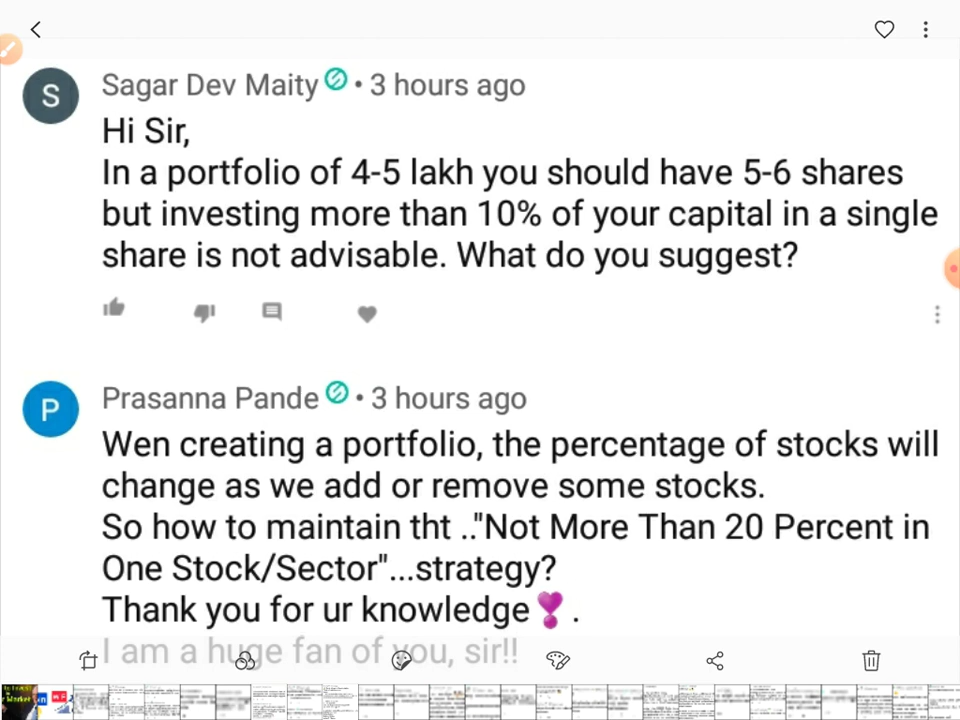 S
Sagar Dev Maity • 3 hours ago
Hi Sir,
In a portfolio of 4-5 lakh you should have 5-6 shares
but investing more than 10% of your capital in a single
share is not advisable. What do you suggest?
P
Prasanna Pande • 3 hours ago
Wen creating a portfolio, the percentage of stocks will
change as we add or remove some stocks.
So how to maintain tht .."Not More Than 20 Percent in
One Stock/Sector"...strategy?
Thank you for ur knowledge❣.
I am a huge fan of you, sir!!